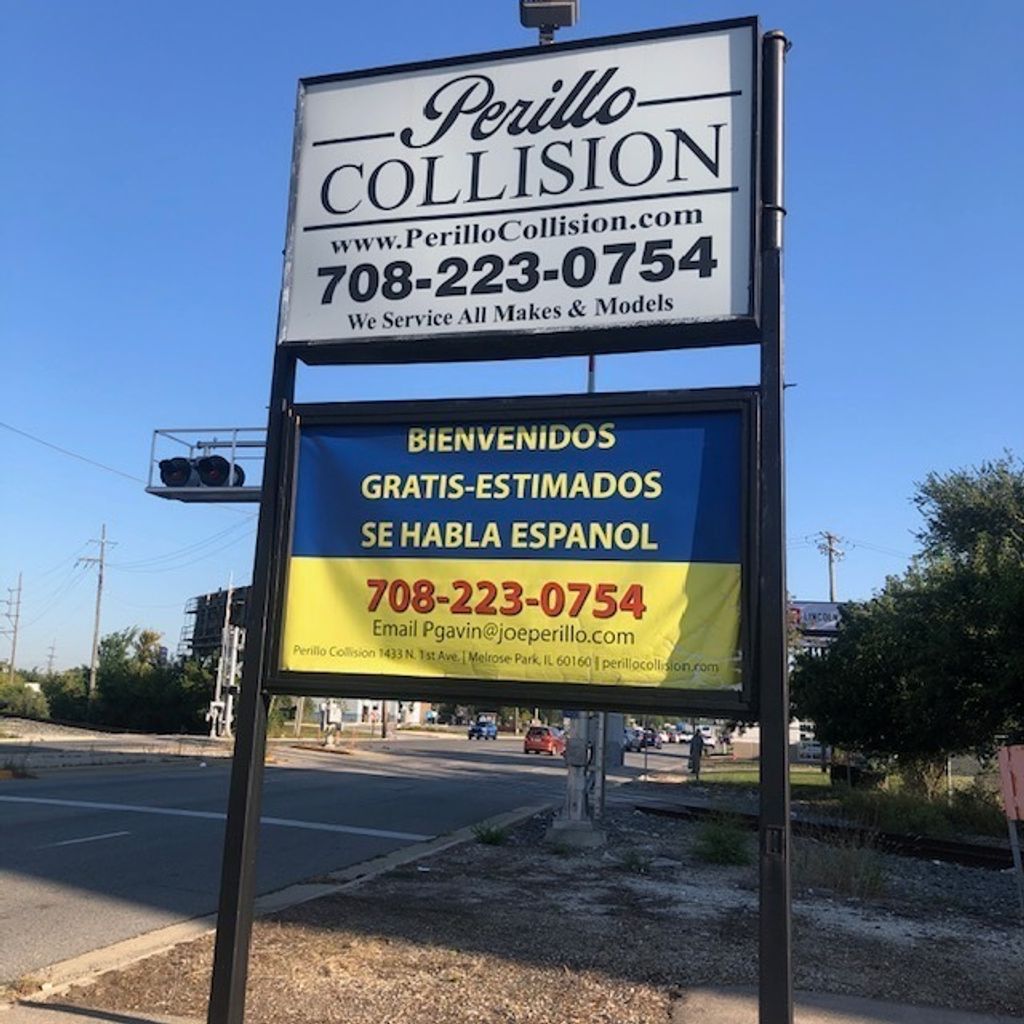 Perillo
COLLISION
www.PerilloCollision.com
708-223-0754
We Service All Makes & Models
BIENVENIDOS
GRATIS-ESTIMADOS
SE HABLA ESPANOL
708-223-0754
Email Pgavin@joeperillo.com
Perillo Collision 1433 N. 1st Ave. | Melrose Park, IL 60160 | perillocollision.com
LINCOLN